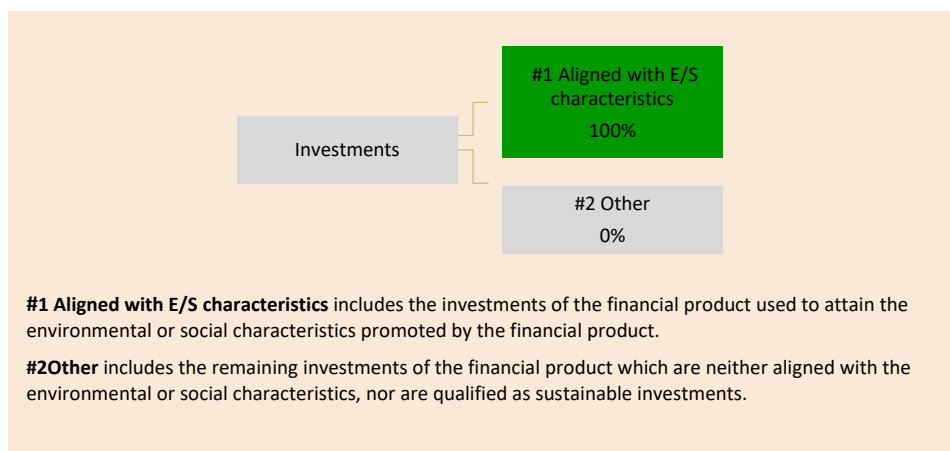 #1 Aligned with E/S
characteristics
100%
Investments
#2 Other
0%
#1 Aligned with E/S characteristics includes the investments of the financial product used to attain the
environmental or social characteristics promoted by the financial product.
#2Other includes the remaining investments of the financial product which are neither aligned with the
environmental or social characteristics, nor are qualified as sustainable investments.